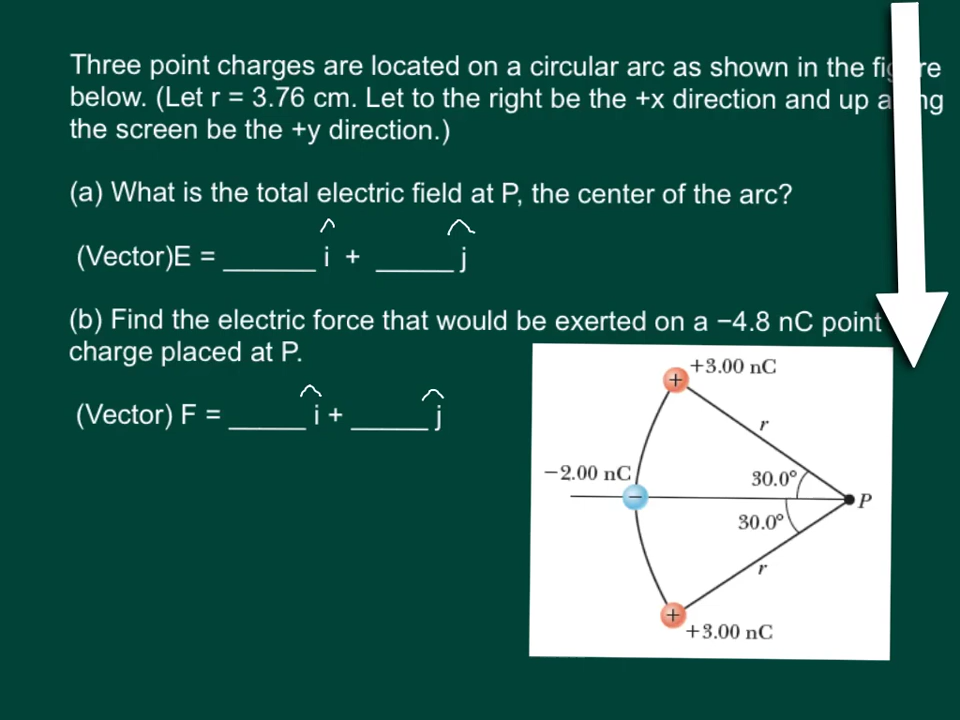 Three point charges are located on a circular arc as shown in the re
below. (Let r = 3.76 cm. Let to the right be the +x direction and up
the screen be the +y direction.)
(a) What is the total electric field at P, the center of the arc?
(Vector)E = ______ i + _____ j
(b) Find the electric force that would be exerted on a −4.8 nC point
charge placed at P.
(Vector) F = _____ i + _____ j
+3.00 nC
r
−2.00 nC
30.0°
P
30.0°
r
+3.00 nC